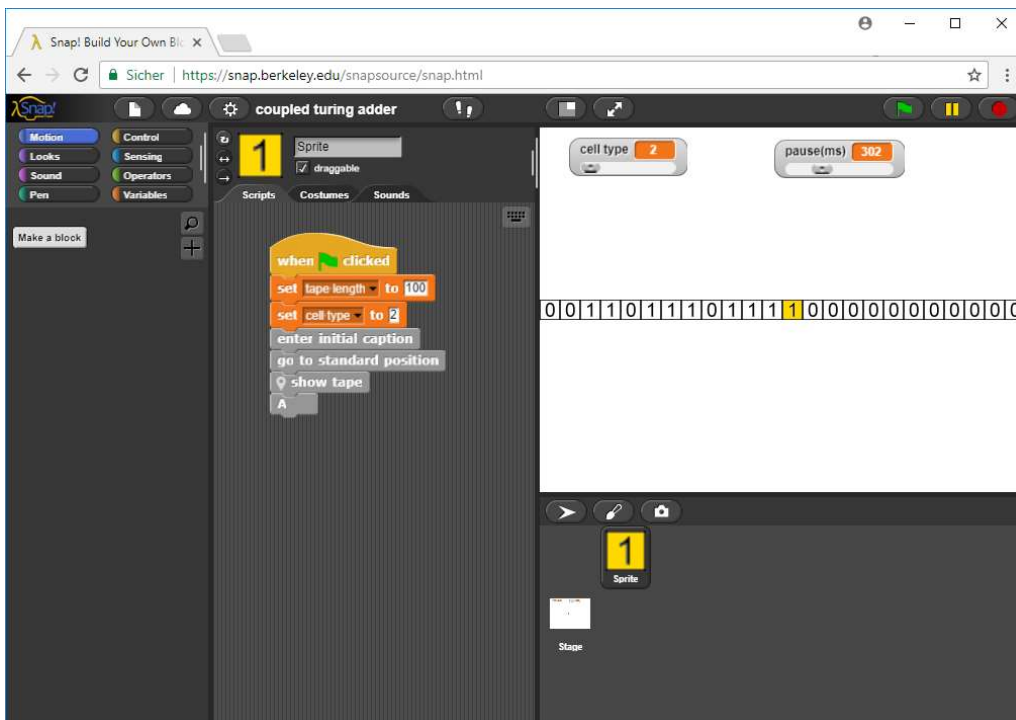 Snap! Build Your Own Blo
Sicher | https://snap.berkeley.edu/snapsource/snap.html
Snap! coupled turing adder
Motion Control
Looks Sensing
Sound Operators
Pen Variables
Make a block
1
Sprite
draggable
Scripts Costumes Sounds
when clicked
set tape-length to 100
set cell type to 2
enter initial caption
go to standard position
show tape
A
cell type 2
pause(ms) 302
0 0 1 1 0 1 1 1 0 1 1 1 1 0 0 0 0 0 0 0 0 0 0 0
1
Sprite
Stage